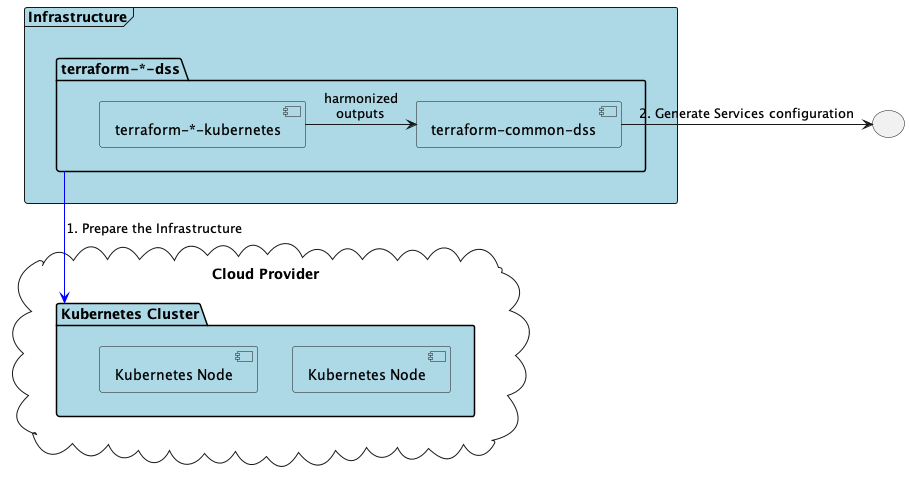 Infrastructure
terraform-*-dss
harmonized
outputs
terraform-*-kubernetes
terraform-common-dss
2. Generate Services configuration
1. Prepare the Infrastructure
Cloud Provider
Kubernetes Cluster
Kubernetes Node
Kubernetes Node